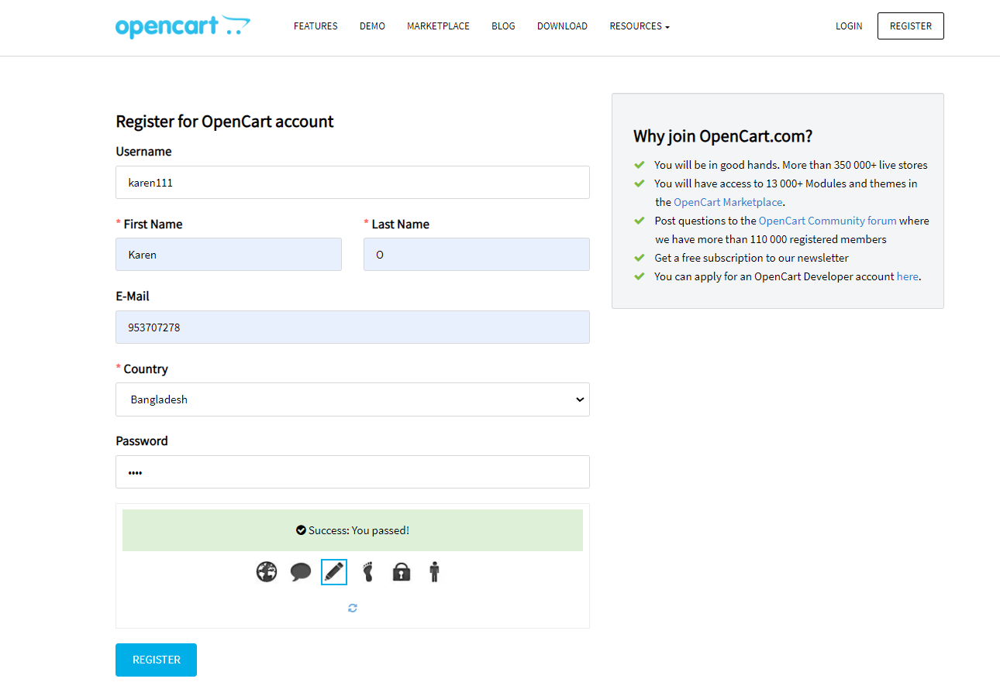 opencart
FEATURES DEMO MARKETPLACE BLOG DOWNLOAD RESOURCES LOGIN REGISTER
Register for OpenCart account
Username
karen111
* First Name * Last Name
Karen O
E-Mail
953707278
* Country
Bangladesh
Password
••••
Success: You passed!
REGISTER
Why join OpenCart.com?
You will be in good hands. More than 350 000+ live stores
You will have access to 13 000+ Modules and themes in
the OpenCart Marketplace.
Post questions to the OpenCart Community forum where
we have more than 110 000 registered members
Get a free subscription to our newsletter
You can apply for an OpenCart Developer account here.